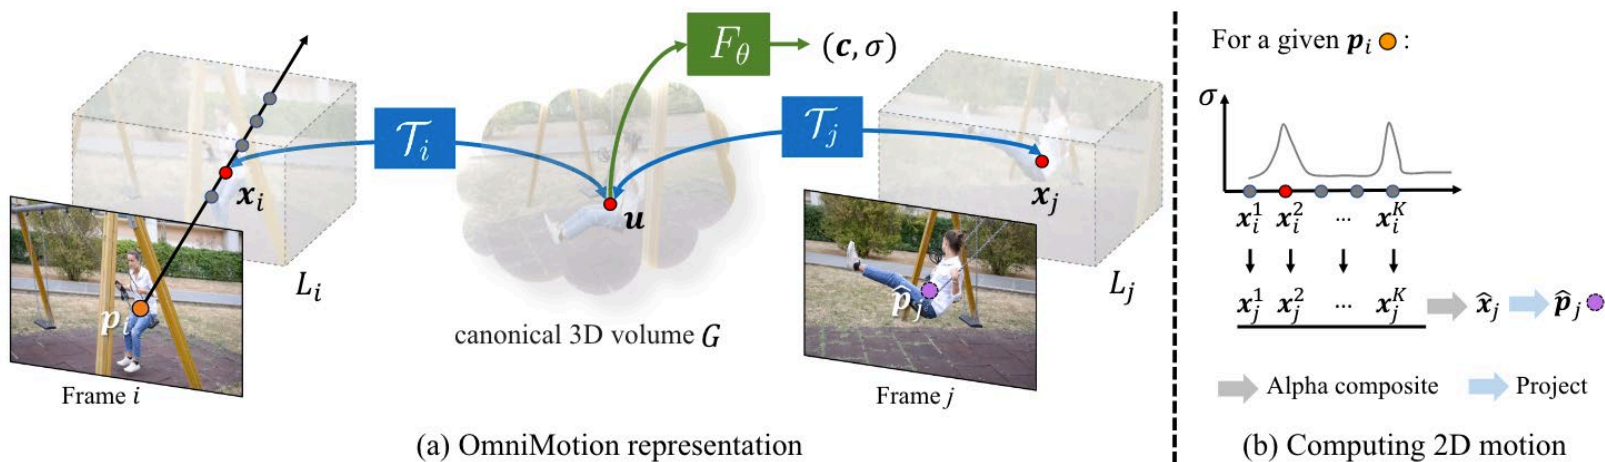 F_θ
(c, σ)
𝒯_i
𝒯_j
x_i
u
x_j
L_i
L_j
p_i
p̂_j
canonical 3D volume G
Frame i
Frame j
(a) OmniMotion representation
For a given p_i :
σ
x_i^1 x_i^2 ... x_i^K
x_j^1 x_j^2 ... x_j^K x̂_j p̂_j
Alpha composite Project
(b) Computing 2D motion